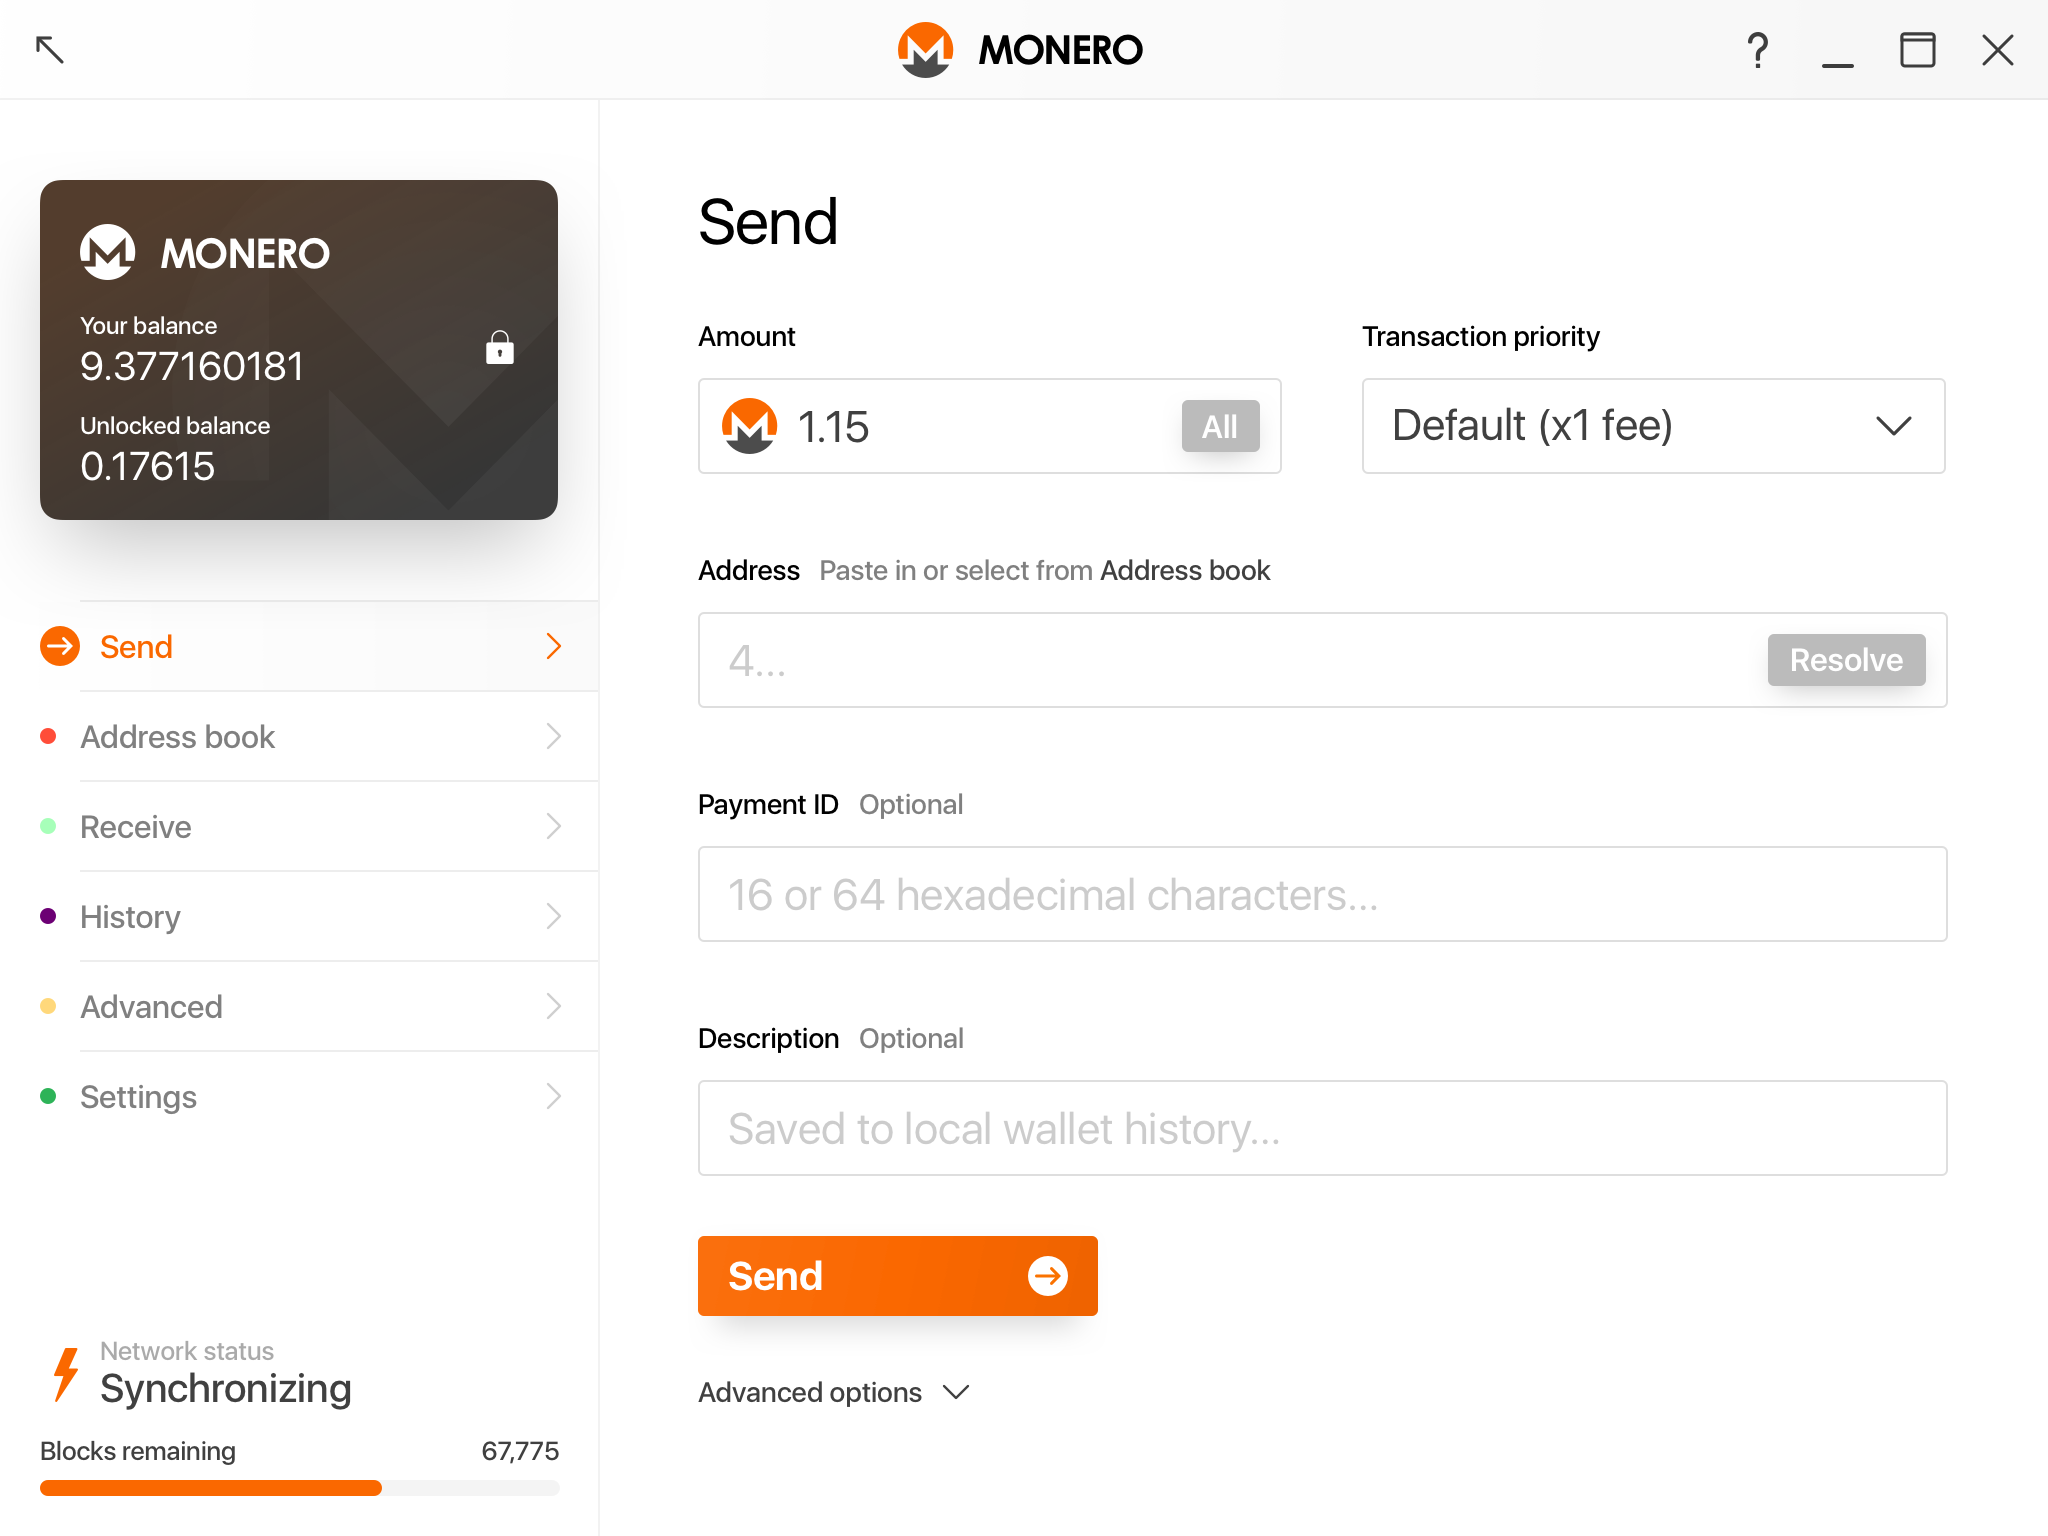 MONERO
MONERO
Your balance
9.377160181
Unlocked balance
0.17615
Send
Address book
Receive
History
Advanced
Settings
Network status
Synchronizing
Blocks remaining 67,775
Send
Amount
1.15 All
Transaction priority
Default (x1 fee)
Address Paste in or select from Address book
4... Resolve
Payment ID Optional
16 or 64 hexadecimal characters...
Description Optional
Saved to local wallet history...
Send
Advanced options